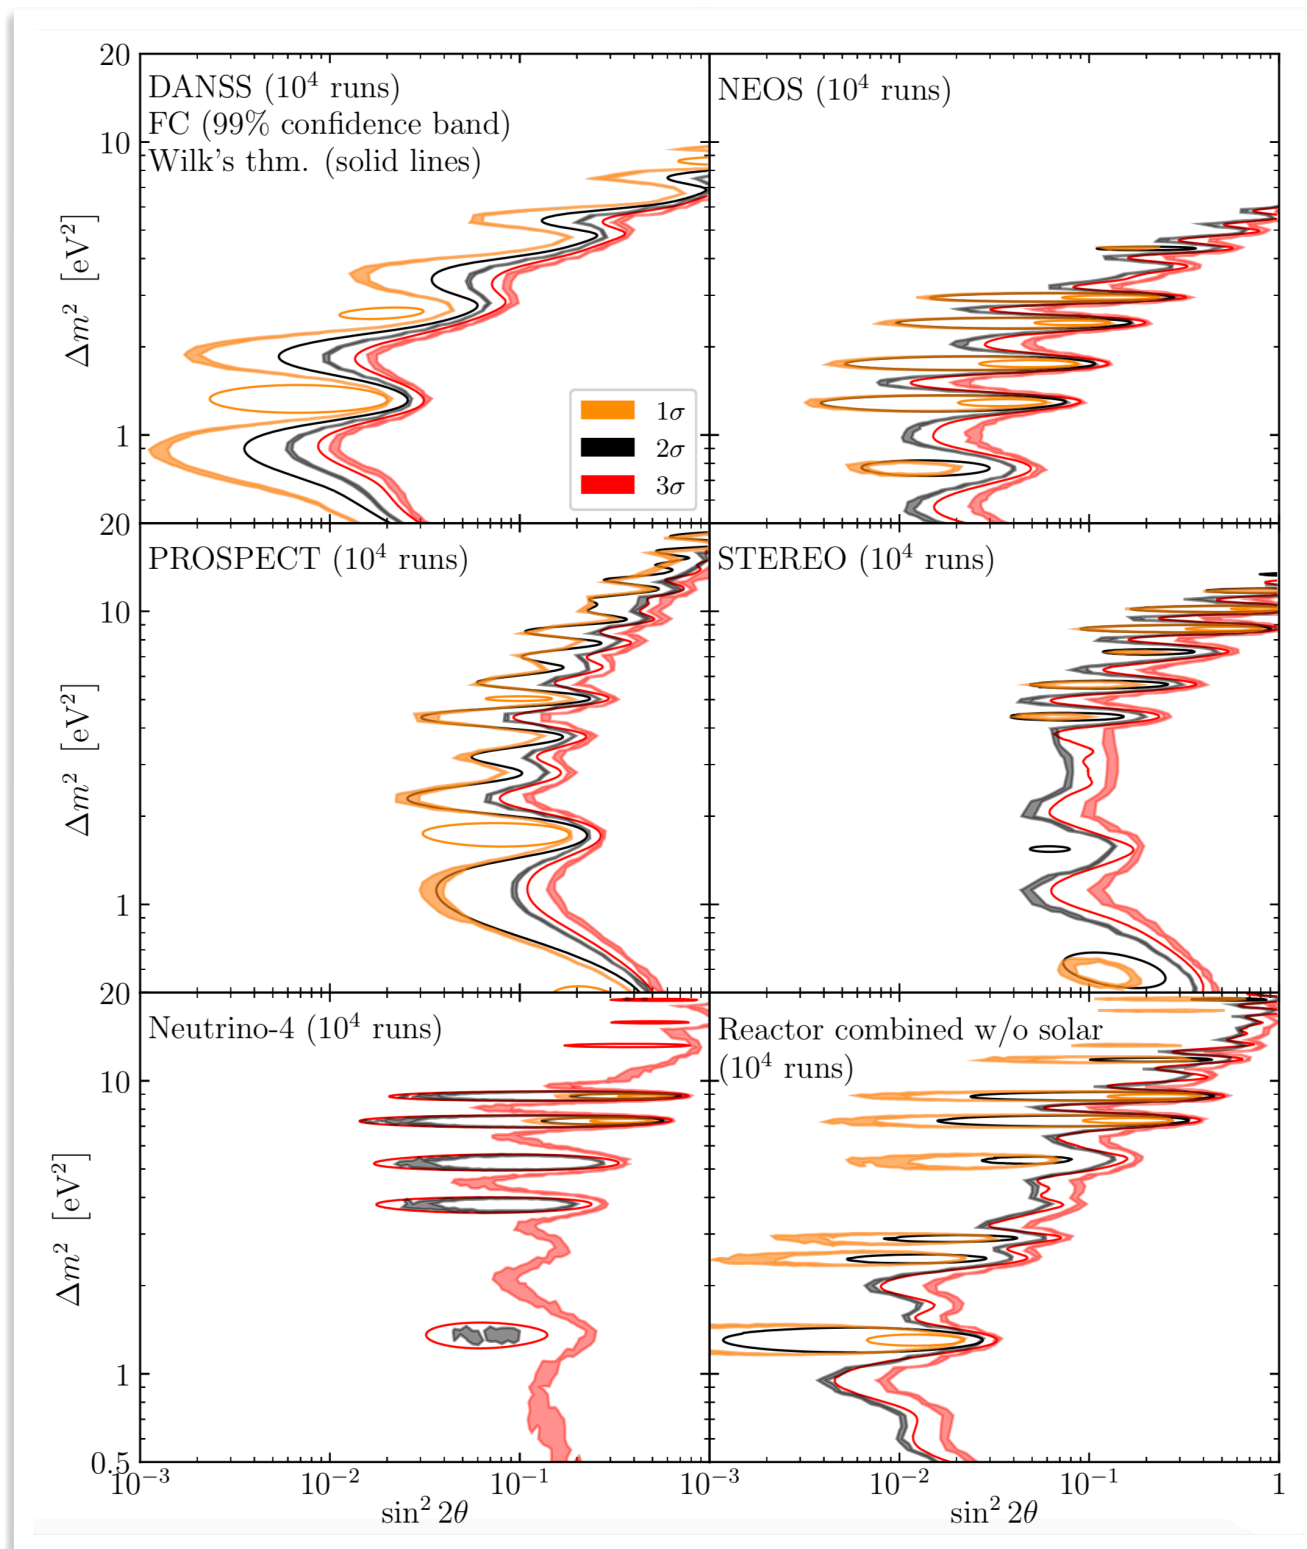 20
DANSS (10⁴ runs)
FC (99% confidence band)
Wilk's thm. (solid lines)
NEOS (10⁴ runs)
10
Δm² [eV²]
1σ
2σ
3σ
1
20
PROSPECT (10⁴ runs)
STEREO (10⁴ runs)
10
Δm² [eV²]
1
20
Neutrino-4 (10⁴ runs)
Reactor combined w/o solar
(10⁴ runs)
10
Δm² [eV²]
1
0.5
10⁻³ 10⁻² 10⁻¹ 10⁻³ 10⁻² 10⁻¹ 1
sin² 2θ sin² 2θ